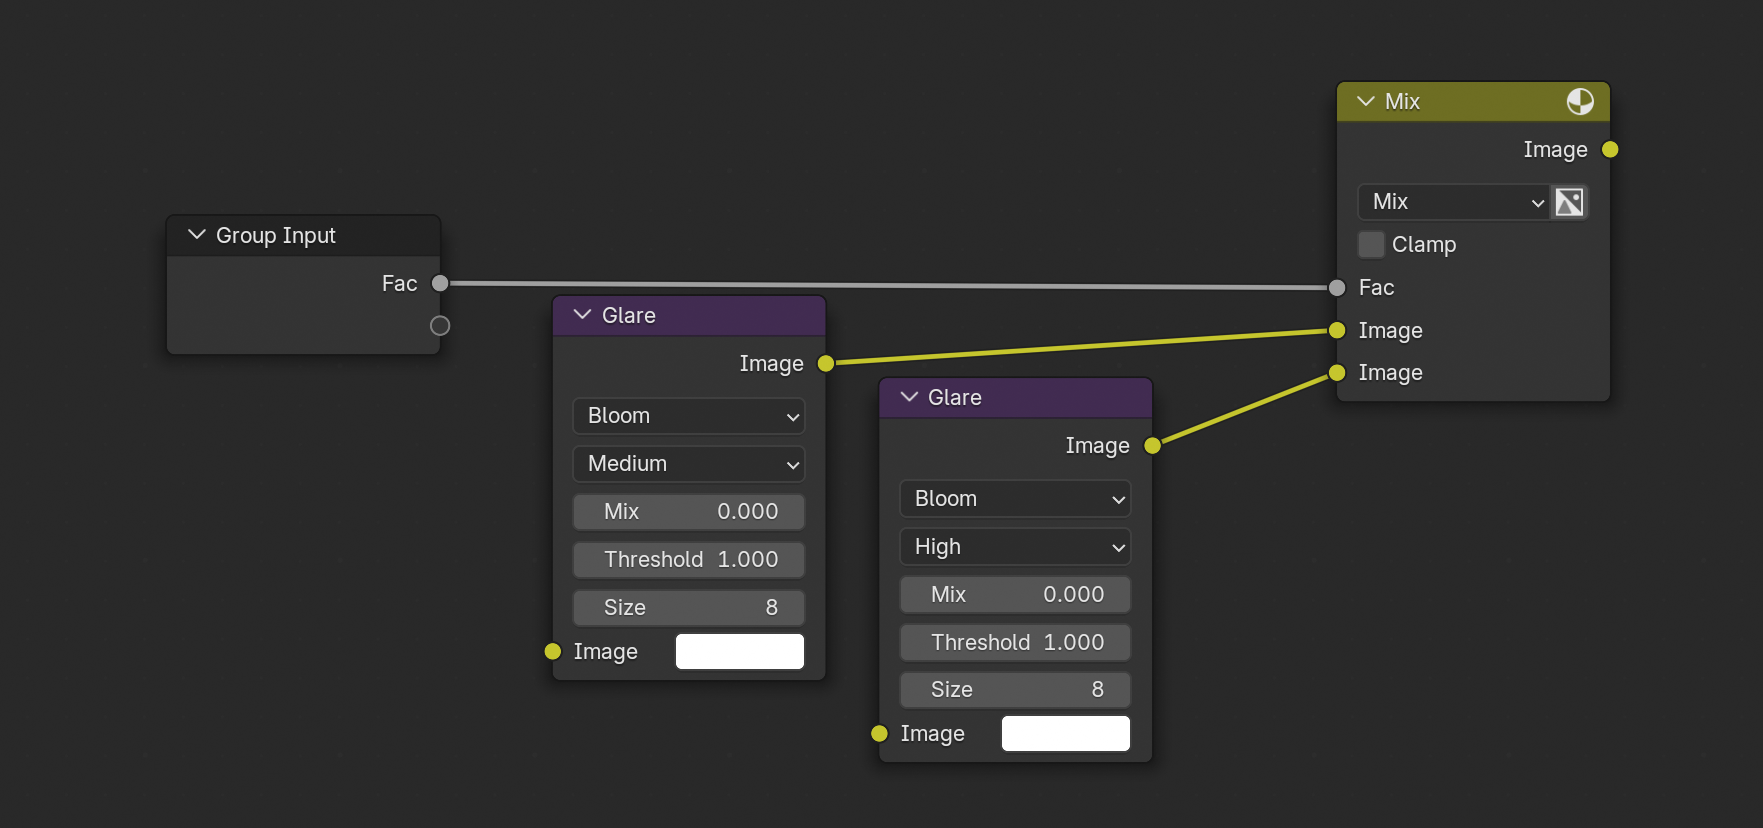 Group Input
Fac
Glare
Image
Bloom
Medium
Mix 0.000
Threshold 1.000
Size 8
Image
Glare
Image
Bloom
High
Mix 0.000
Threshold 1.000
Size 8
Image
Mix
Image
Mix
Clamp
Fac
Image
Image